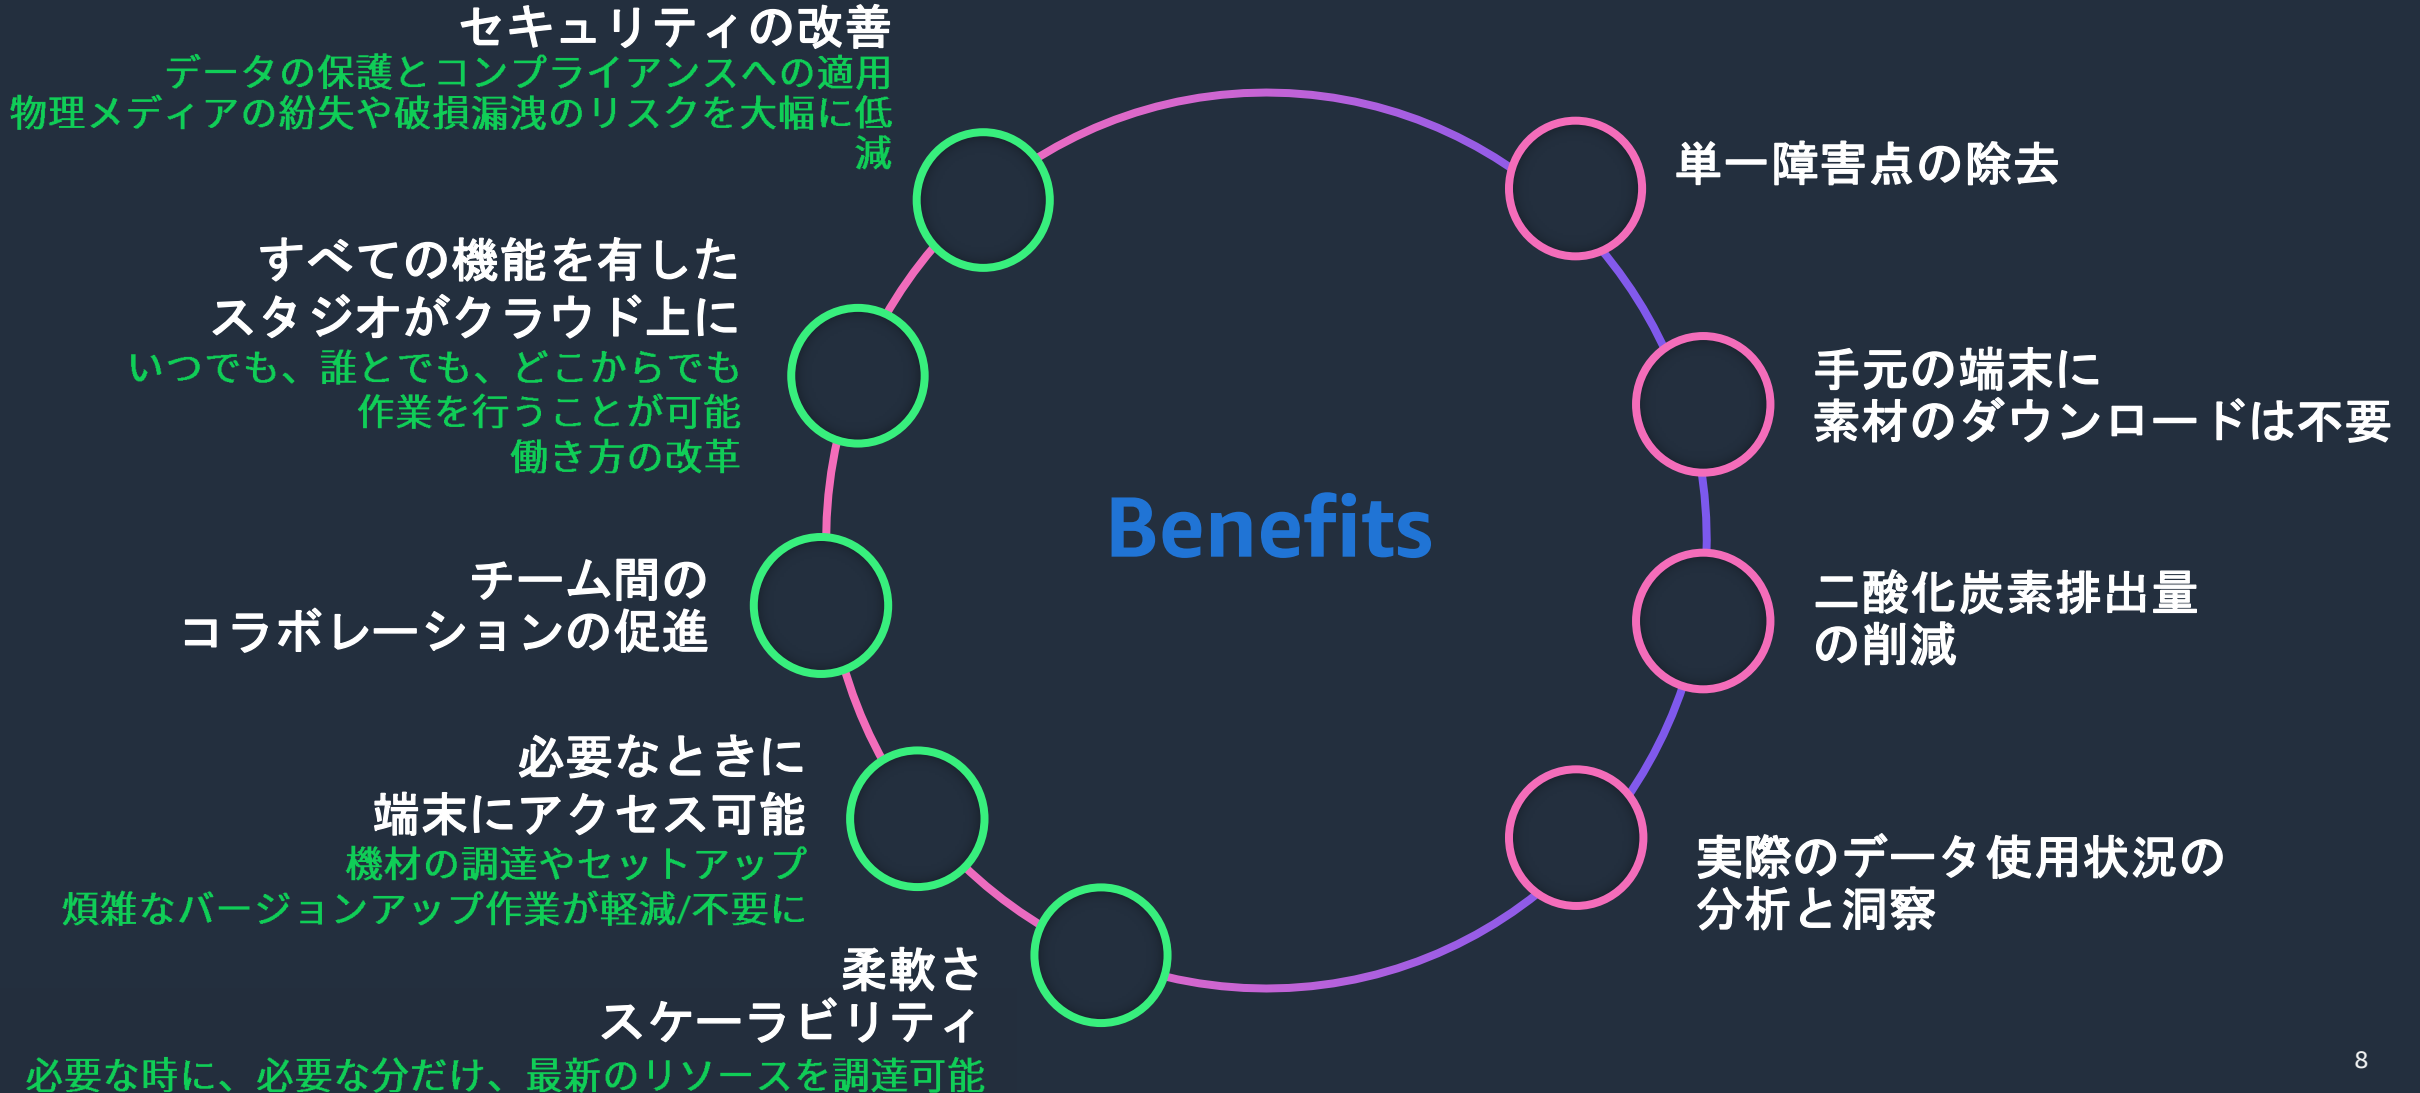 セキュリティの改善
データの保護とコンプライアンスへの適用
物理メディアの紛失や破損漏洩のリスクを大幅に低
減
すべての機能を有した
スタジオがクラウド上に
いつでも、誰とでも、どこからでも
作業を行うことが可能
働き方の改革
チーム間の
コラボレーションの促進
必要なときに
端末にアクセス可能
機材の調達やセットアップ
煩雑なバージョンアップ作業が軽減/不要に
柔軟さ
スケーラビリティ
必要な時に、必要な分だけ、最新のリソースを調達可能
Benefits
単一障害点の除去
手元の端末に
素材のダウンロードは不要
二酸化炭素排出量
の削減
実際のデータ使用状況の
分析と洞察
8